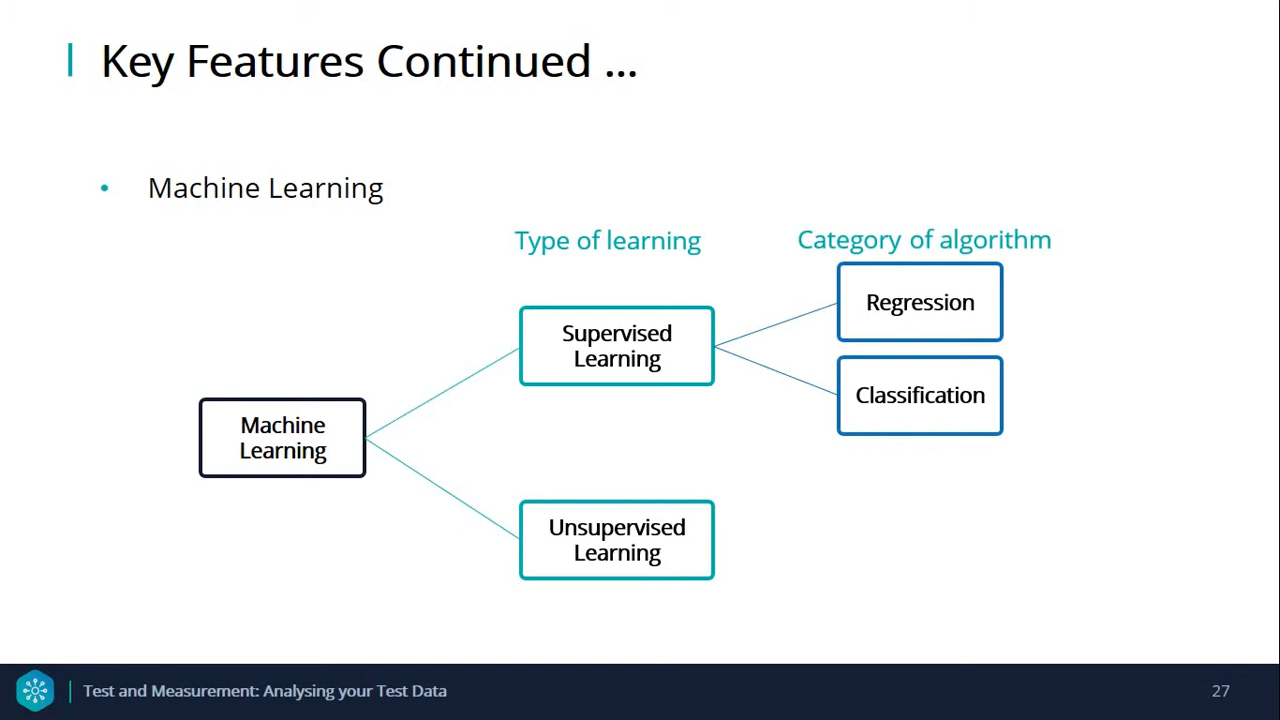 Key Features Continued ...
• Machine Learning
Type of learning
Category of algorithm
Machine
Learning
Supervised
Learning
Unsupervised
Learning
Regression
Classification
Test and Measurement: Analysing your Test Data
27